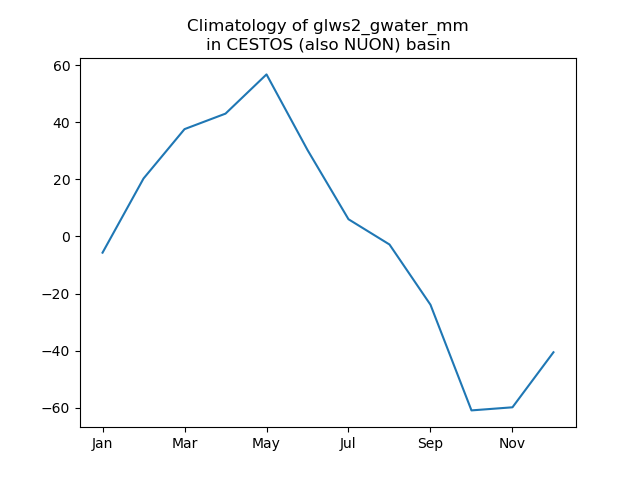 Climatology of glws2_gwater_mm
in CESTOS (also NUON) basin
60
40
20
0
−20
−40
−60
Jan
Mar
May
Jul
Sep
Nov